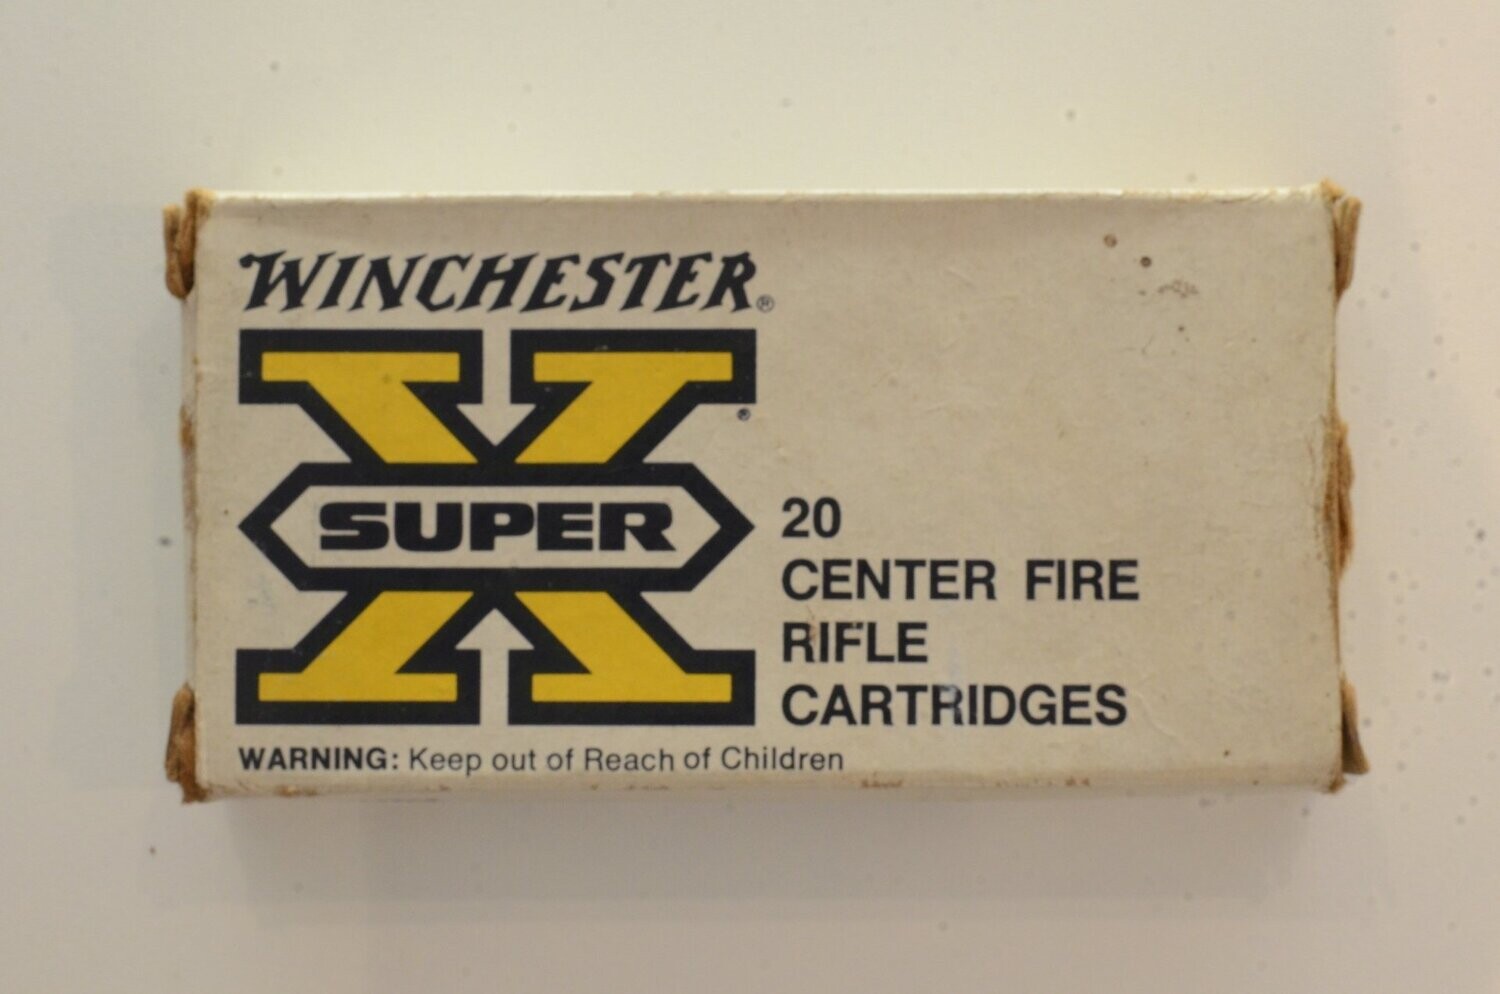 WINCHESTER®
SUPER
®
20
CENTER FIRE
RIFLE
CARTRIDGES
WARNING: Keep out of Reach of Children